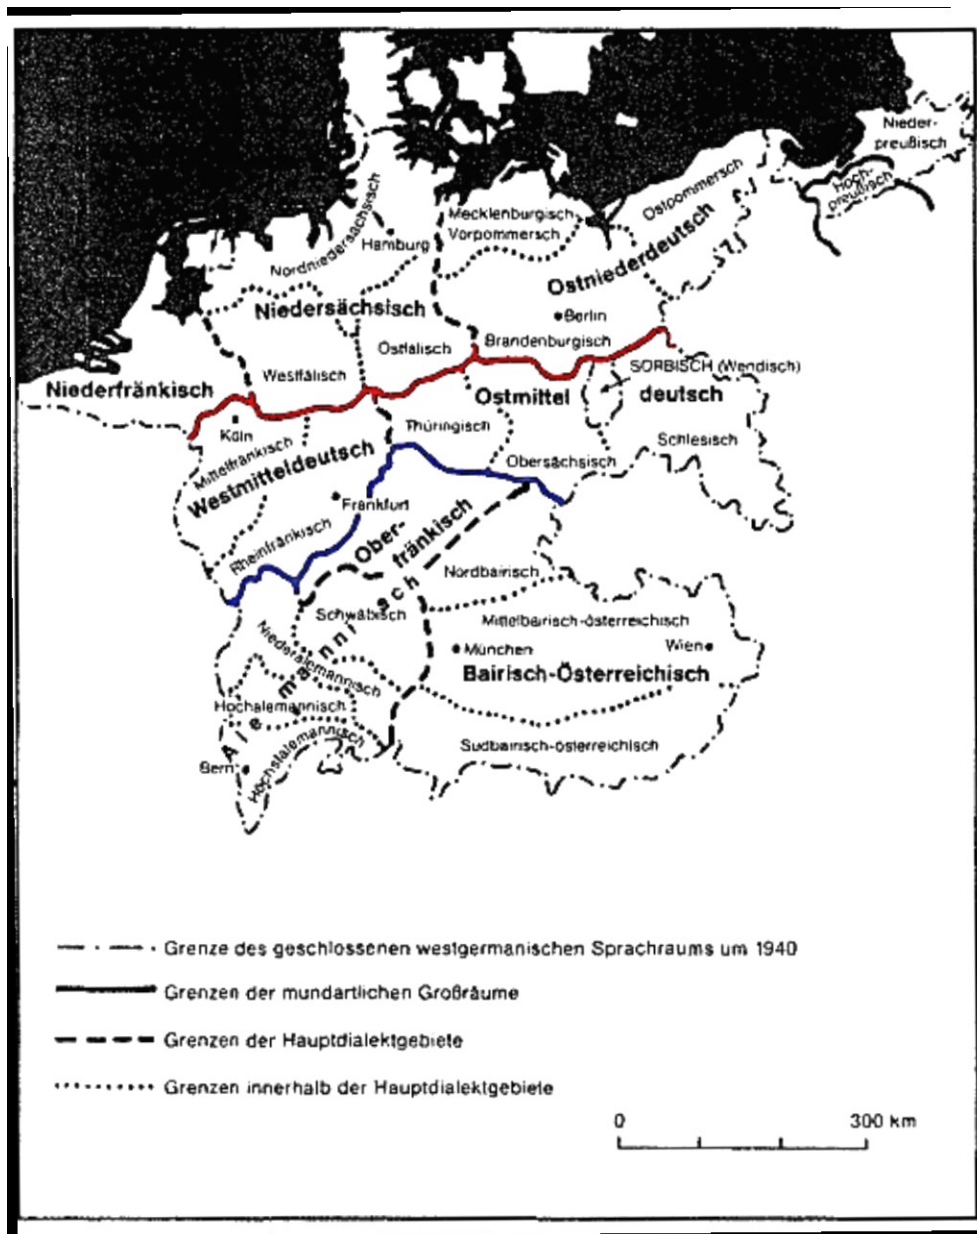 Nieder-
preußisch
Hoch-
preußisch
Ostpommersch
Mecklenburgisch
Vorpommersch
Nordniedersächsisch
Hamburg
Ostniederdeutsch
Niedersächsisch
Berlin
Brandenburgisch
Ostfälisch
Westfälisch
SORBISCH (Wendisch)
Niederfränkisch
Ostmittel
deutsch
Köln
Thüringisch
Mittelfränkisch
Schlesisch
Westmitteldeutsch
Obersächsisch
Frankfurt
Rheinfränkisch
Ober-
fränkisch
Nordbairisch
Schwäbisch
Mittelbairisch-österreichisch
Niederalemannisch
München
Wien
Bairisch-Österreichisch
Alemannisch
Hochalemannisch
Südbairisch-österreichisch
Höchstalemannisch
Bern
Grenze des geschlossenen westgermanischen Sprachraums um 1940
Grenzen der mundartlichen Großräume
Grenzen der Hauptdialektgebiete
Grenzen innerhalb der Hauptdialektgebiete
0
300 km